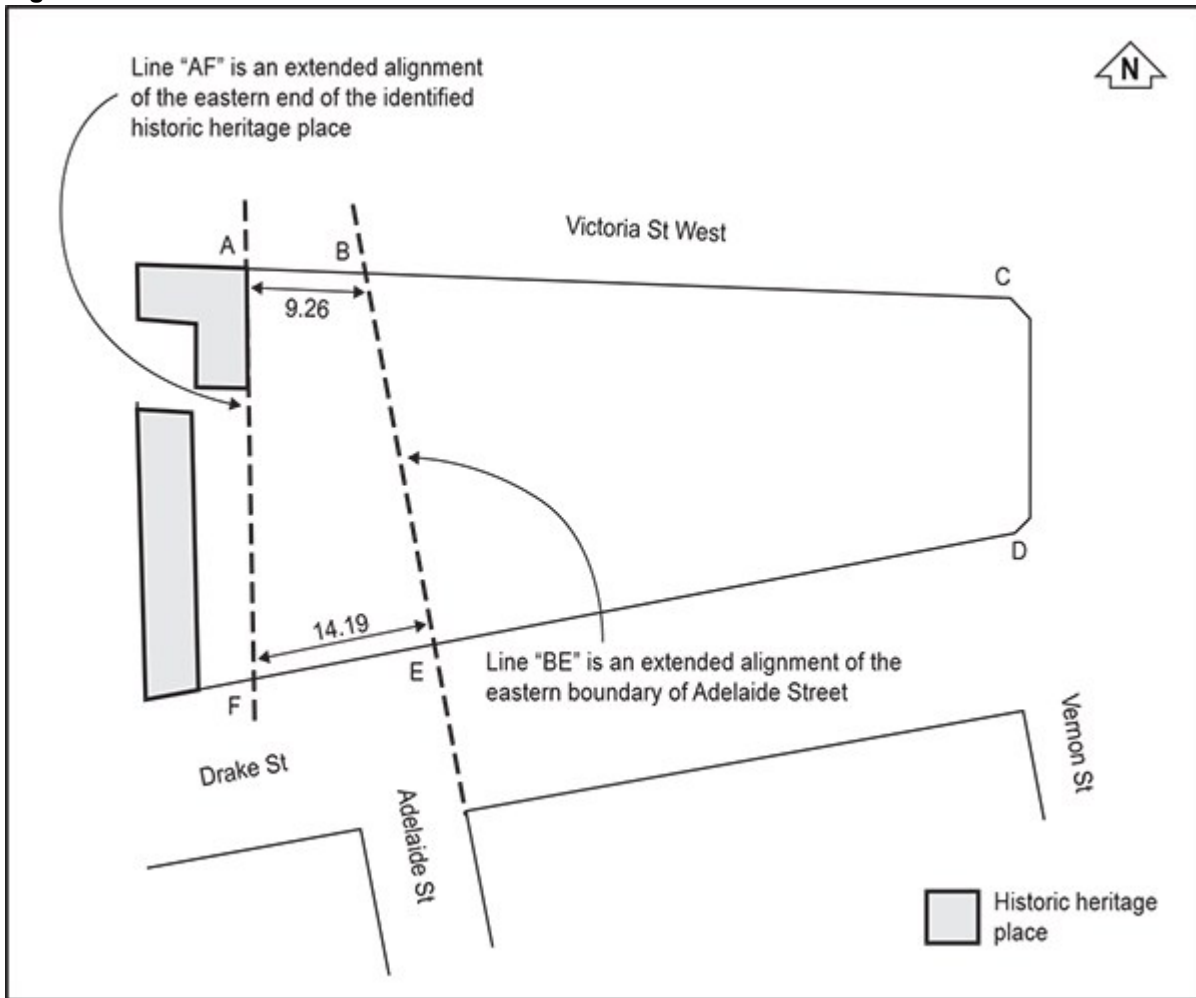 Line “AF” is an extended alignment
of the eastern end of the identified
historic heritage place
N
Victoria St West
A
B
C
9.26
D
14.19
E
F
Line “BE” is an extended alignment of the
eastern boundary of Adelaide Street
Drake St
Adelaide St
Vernon St
Historic heritage
place